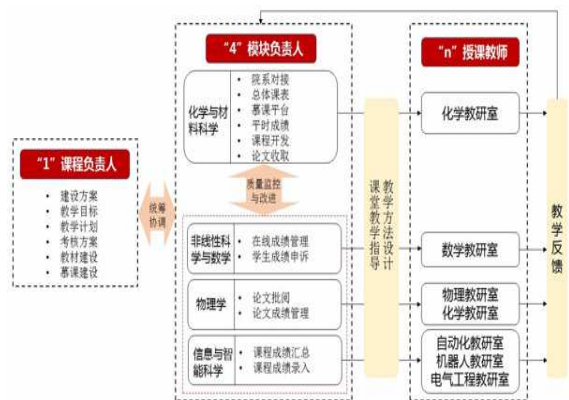 “4”模块负责人
“n”授课教师
化学与材
料科学
• 院系对接
• 总体课表
• 慕课平台
• 平时成绩
• 课程开发
• 论文收取
化学教研室
“1”课程负责人
• 建设方案
• 教学目标
• 教学计划
• 考核方案
• 教材建设
• 慕课建设
统筹
协调
质量监控
与改进
教学方法设计
课堂教学指导
教学反馈
非线性科
学与数学
• 在线成绩管理
• 学生成绩申诉
数学教研室
物理学
• 论文批阅
• 论文成绩管理
物理教研室
化学教研室
信息与智
能科学
• 课程成绩汇总
• 课程成绩录入
自动化教研室
机器人教研室
电气工程教研室